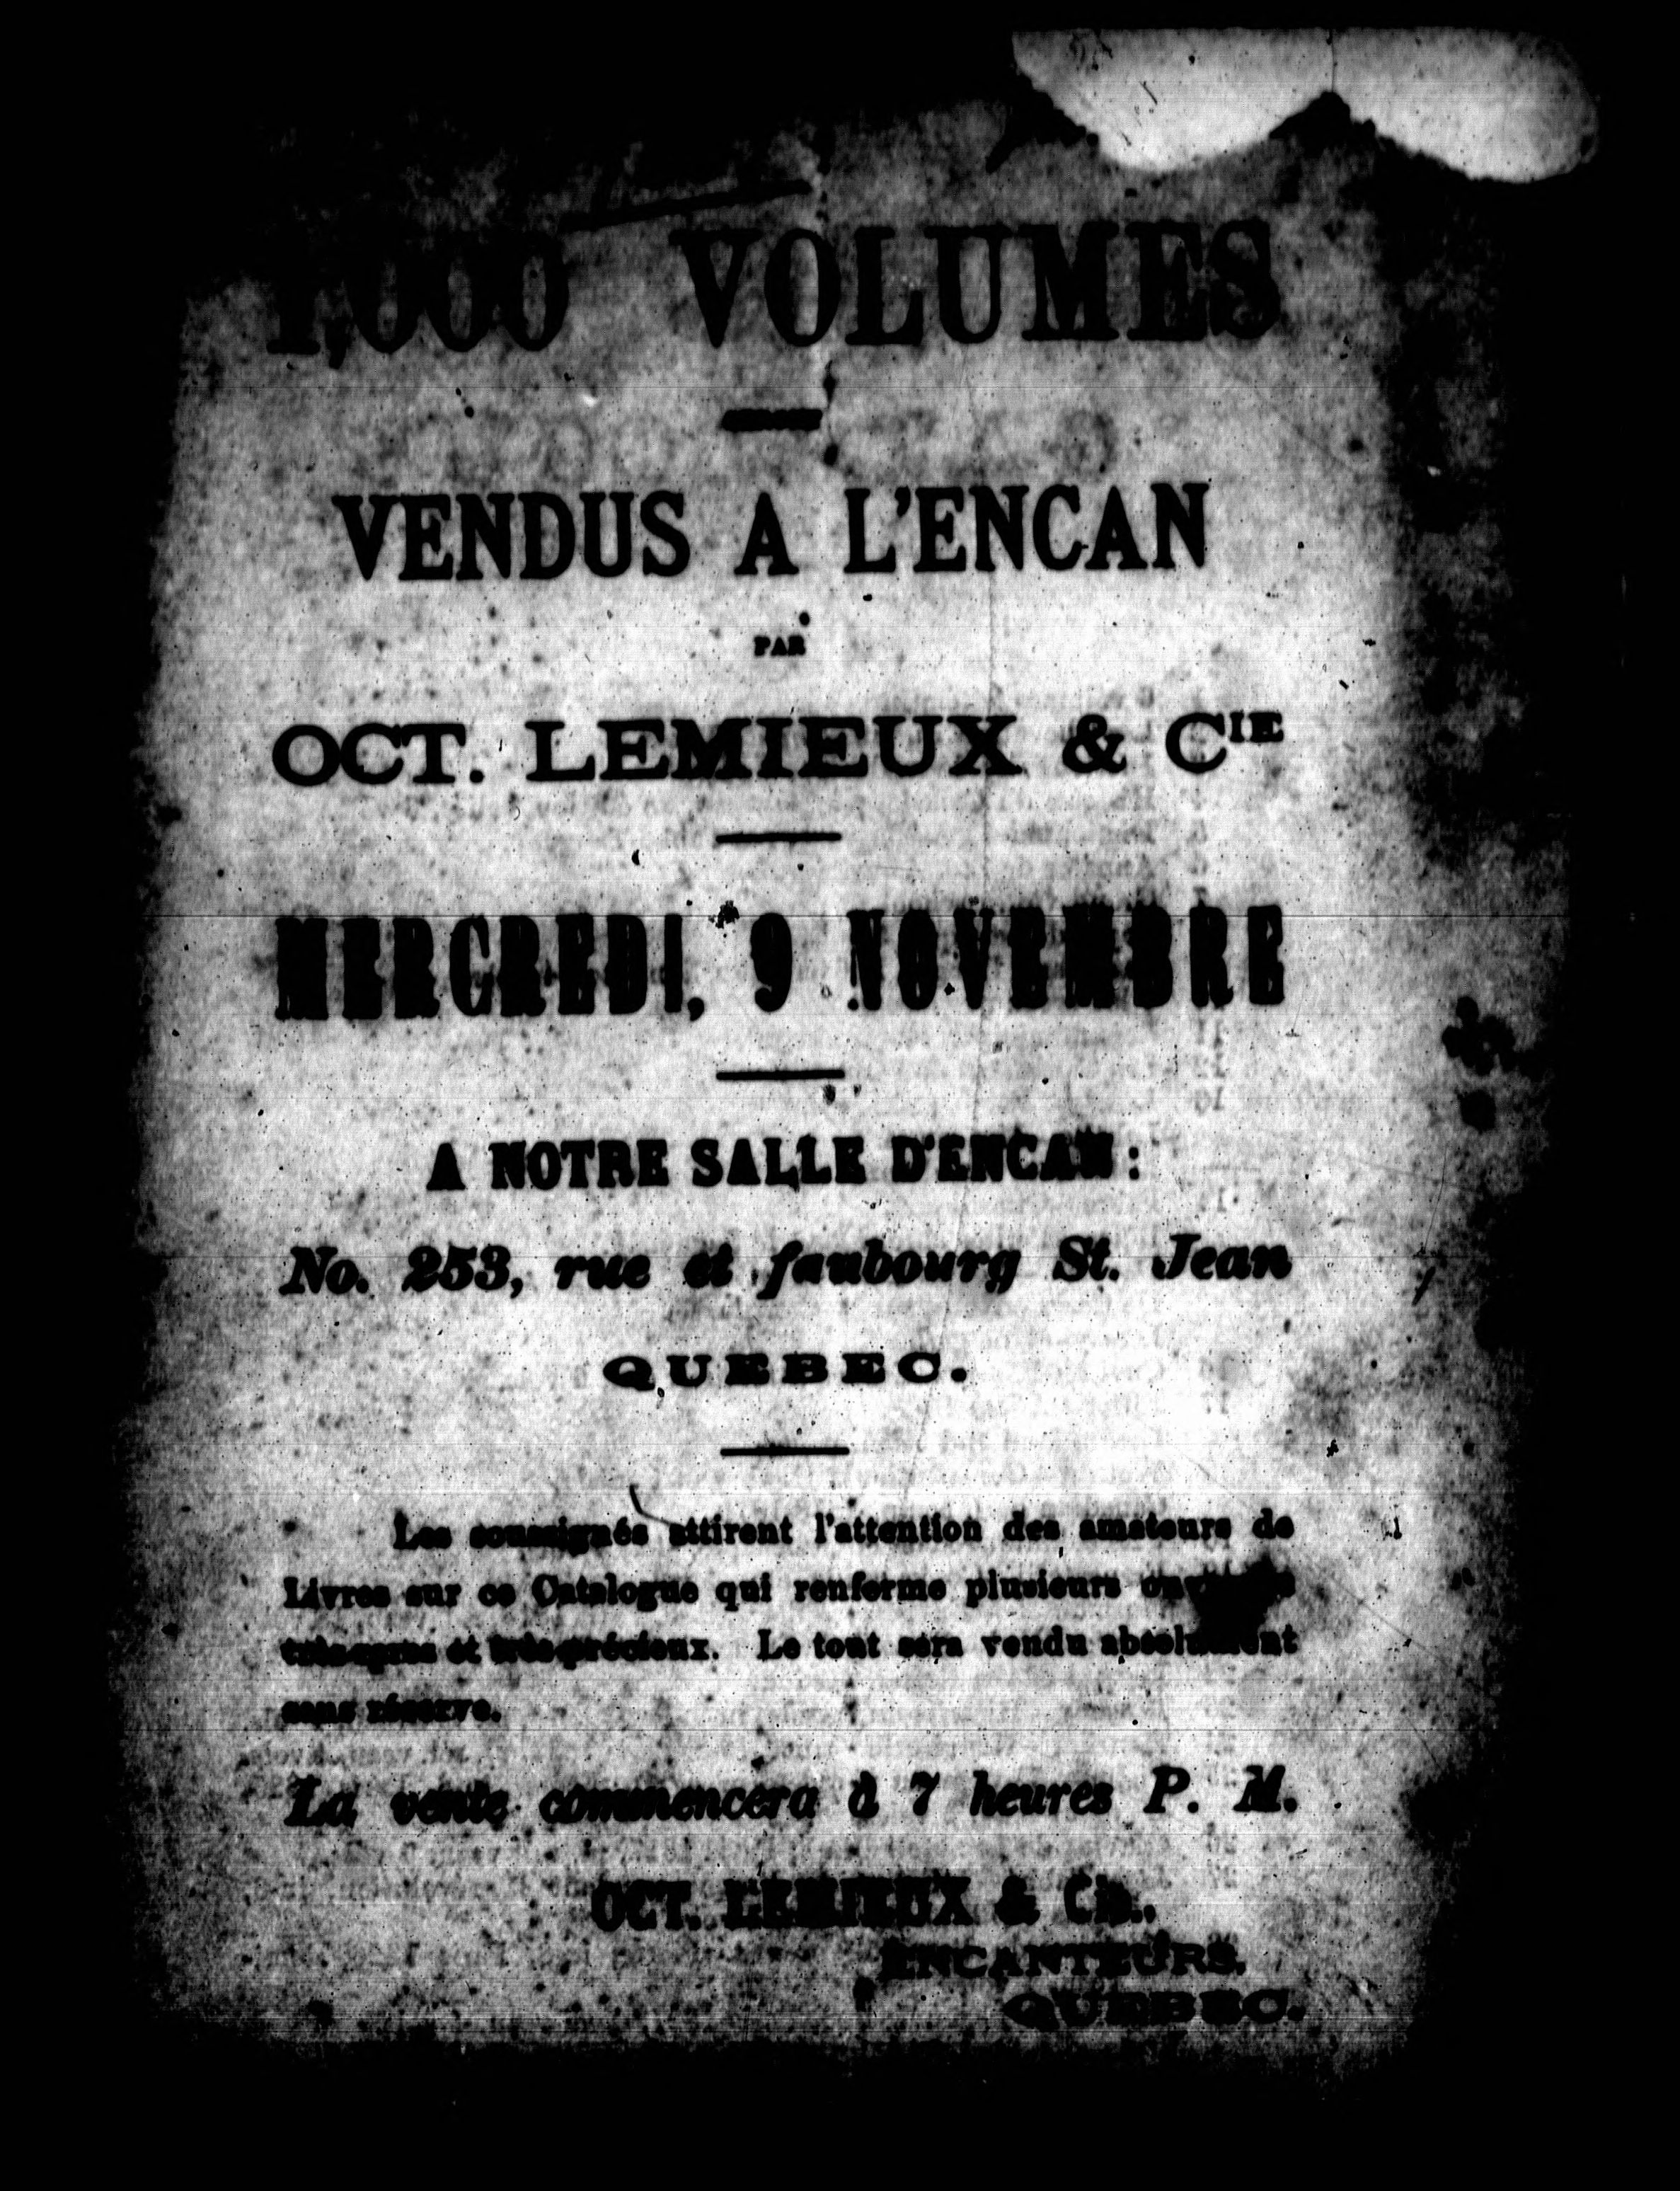 1,000 VOLUMES
VENDUS A L'ENCAN
PAR
OCT. LEMIEUX & CIE
MERCREDI, 9 NOVEMBRE
A NOTRE SALLE D'ENCAN :
No. 253, rue et faubourg St. Jean
QUEBEC.
Les soussignés attirent l'attention des amateurs de
Livres sur ce Catalogue qui renferme plusieurs
et très-précieux. Le tout sera vendu absolument
sans réserve.
La vente commencera à 7 heures P. M.
OCT. LEMIEUX & Cie.,
ENCANTEURS,
QUEBEC.